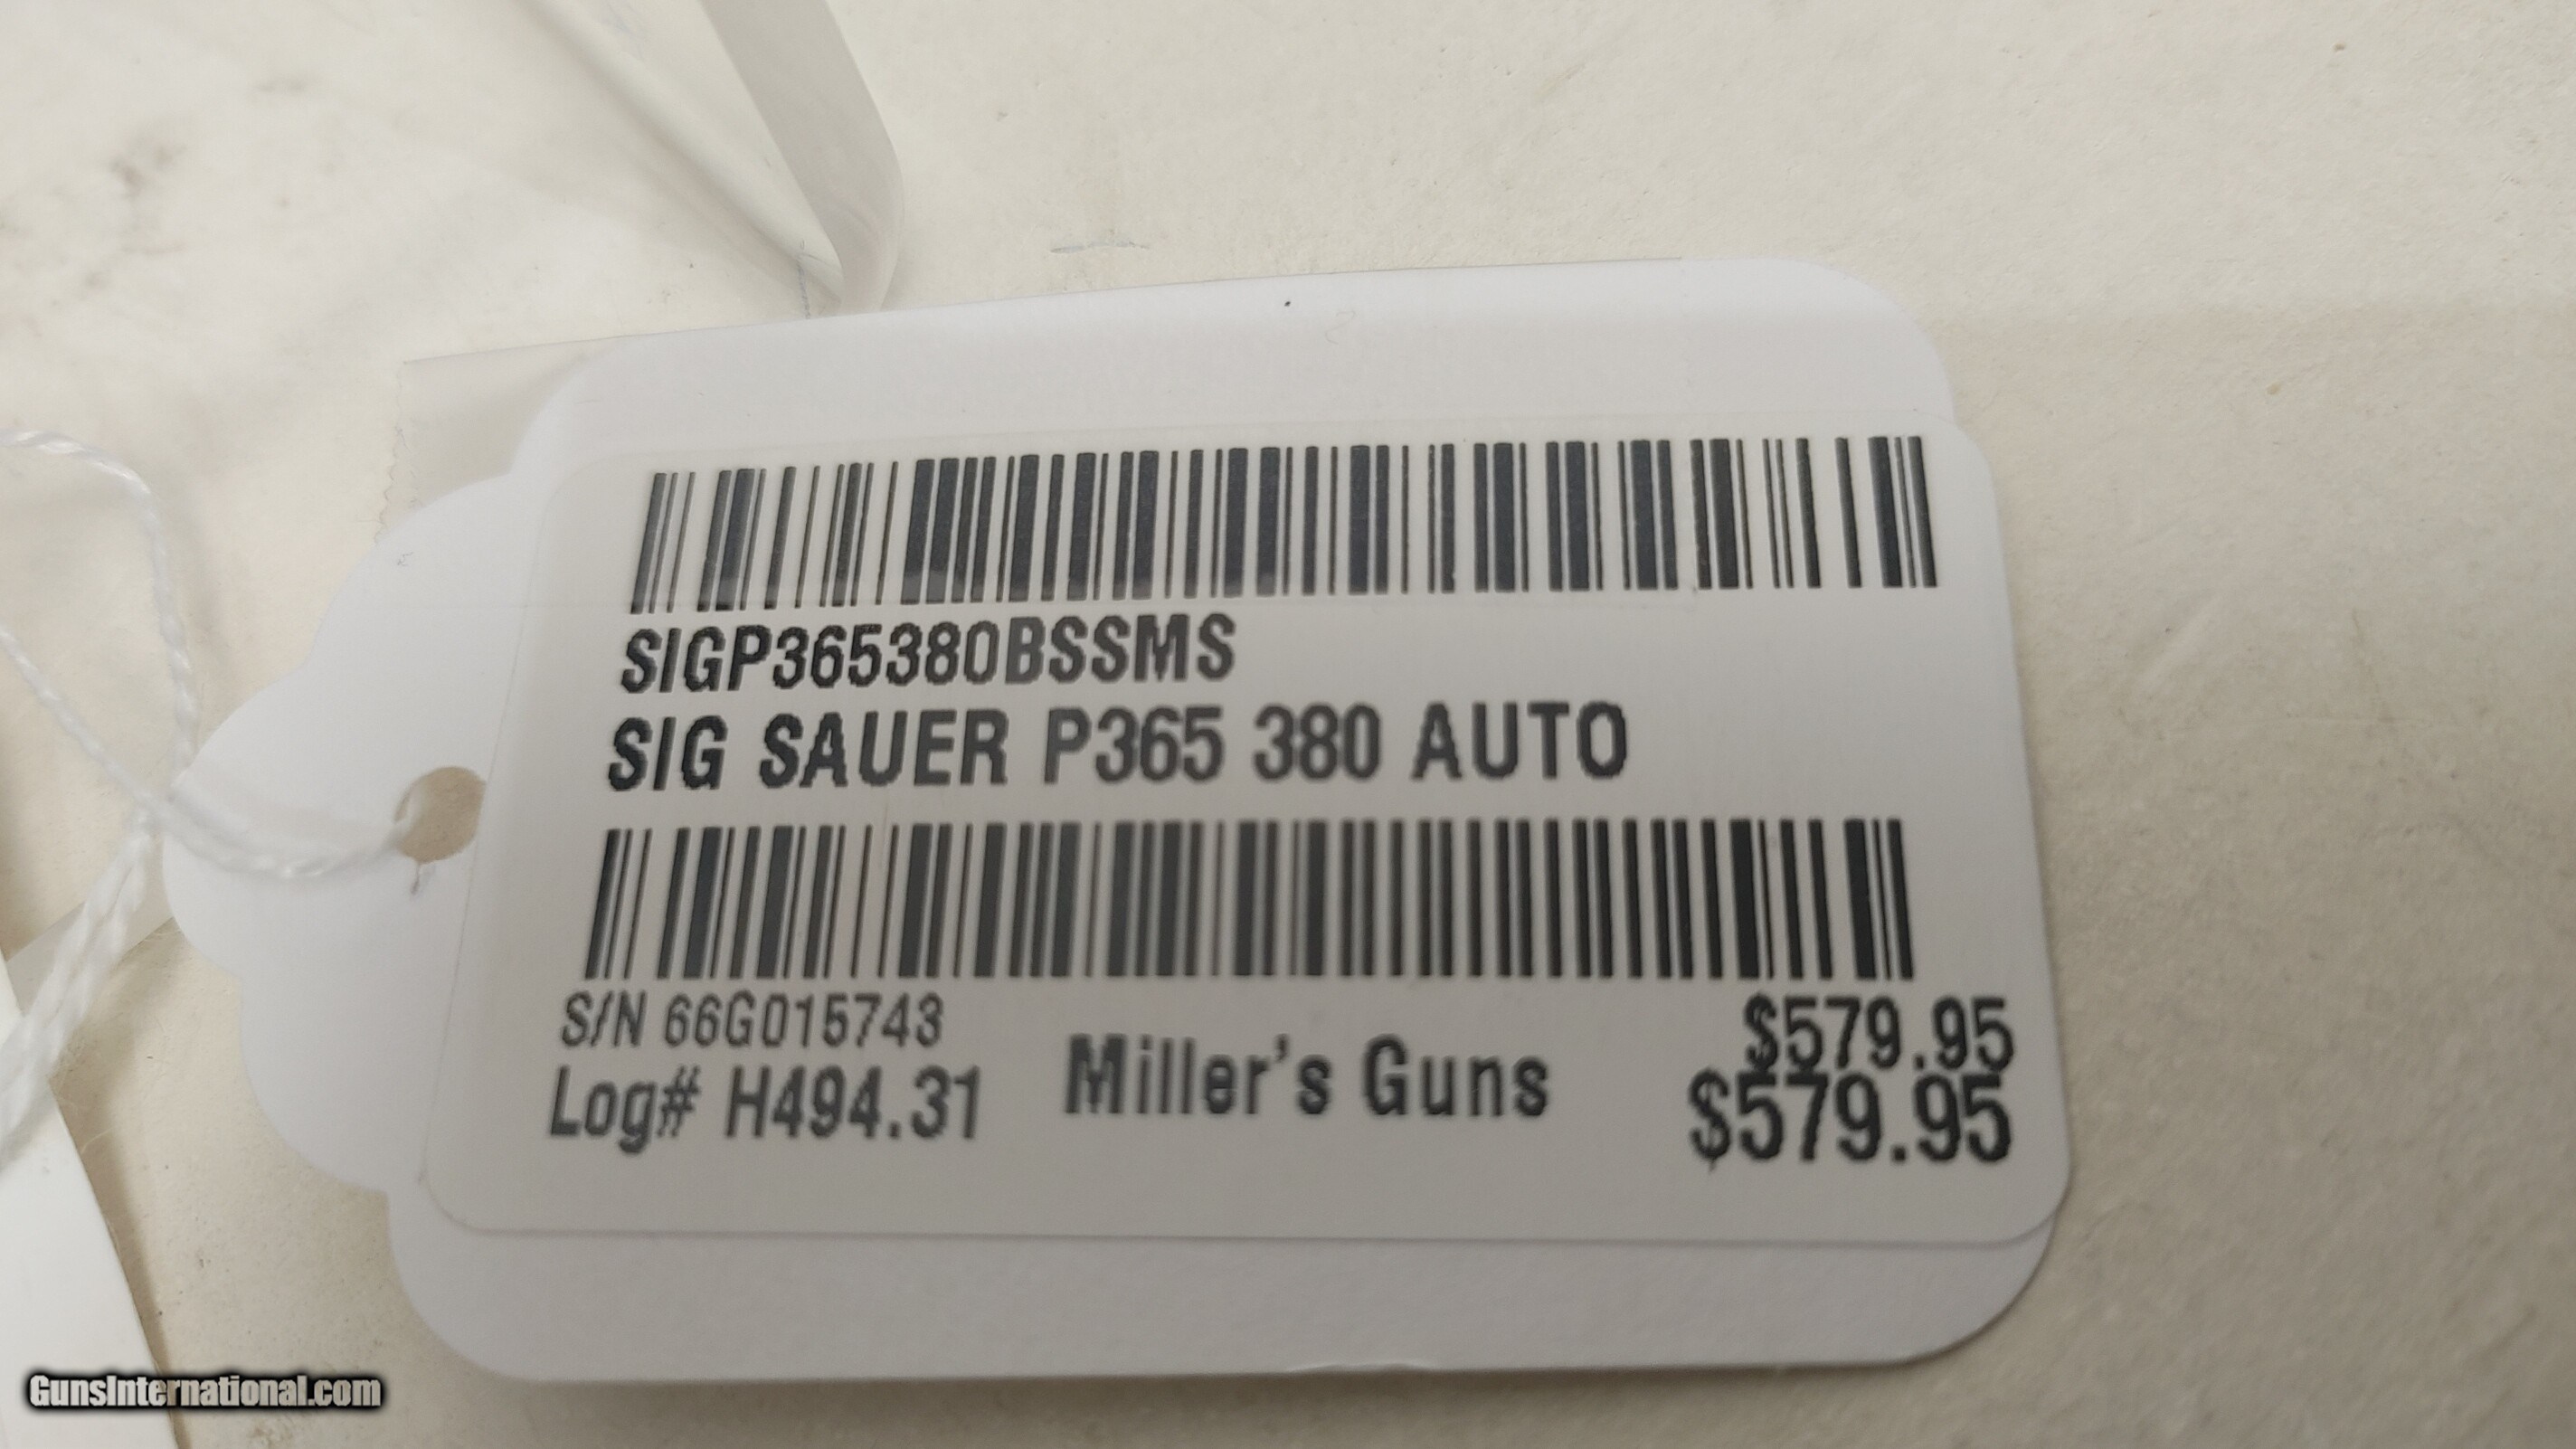 SIGP365380BSSMS
SIG SAUER P365 380 AUTO
S/N 66G015743
Log# H494.31
Miller's Guns
$579.95
$579.95
GunsInternational.com